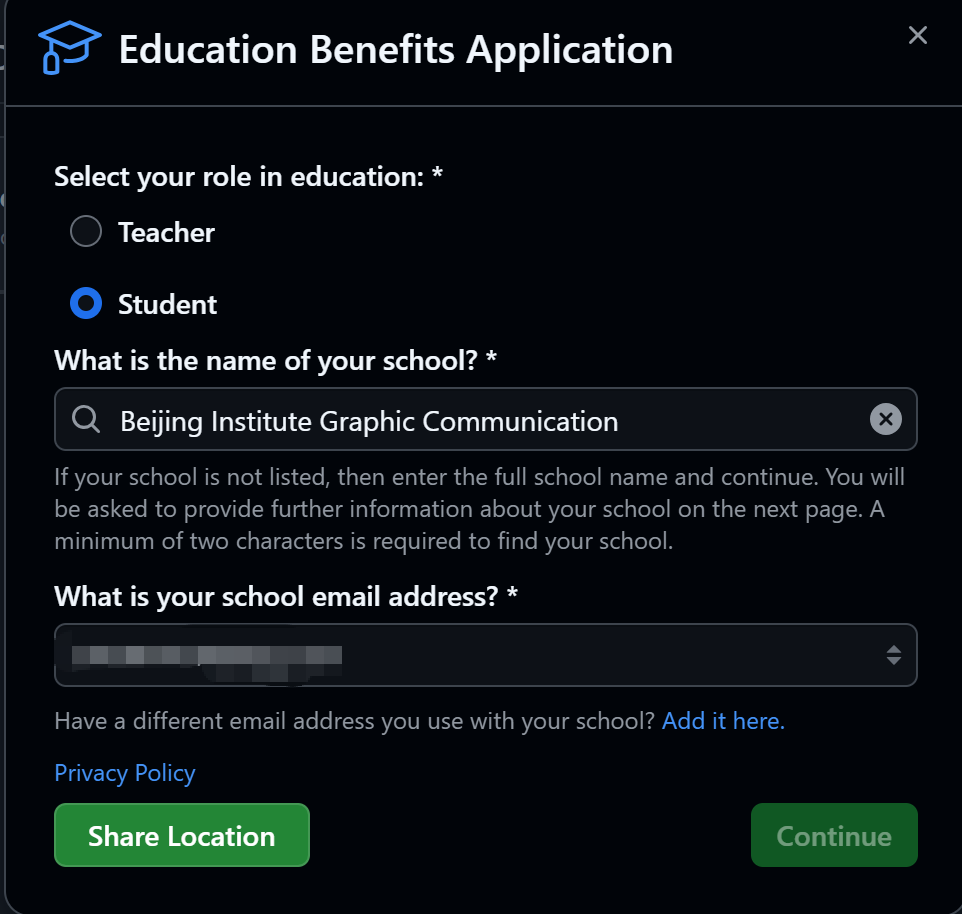 Education Benefits Application
Select your role in education: *
Teacher
Student
What is the name of your school? *
Beijing Institute Graphic Communication
If your school is not listed, then enter the full school name and continue. You will
be asked to provide further information about your school on the next page. A
minimum of two characters is required to find your school.
What is your school email address? *
Have a different email address you use with your school? Add it here.
Privacy Policy
Share Location
Continue